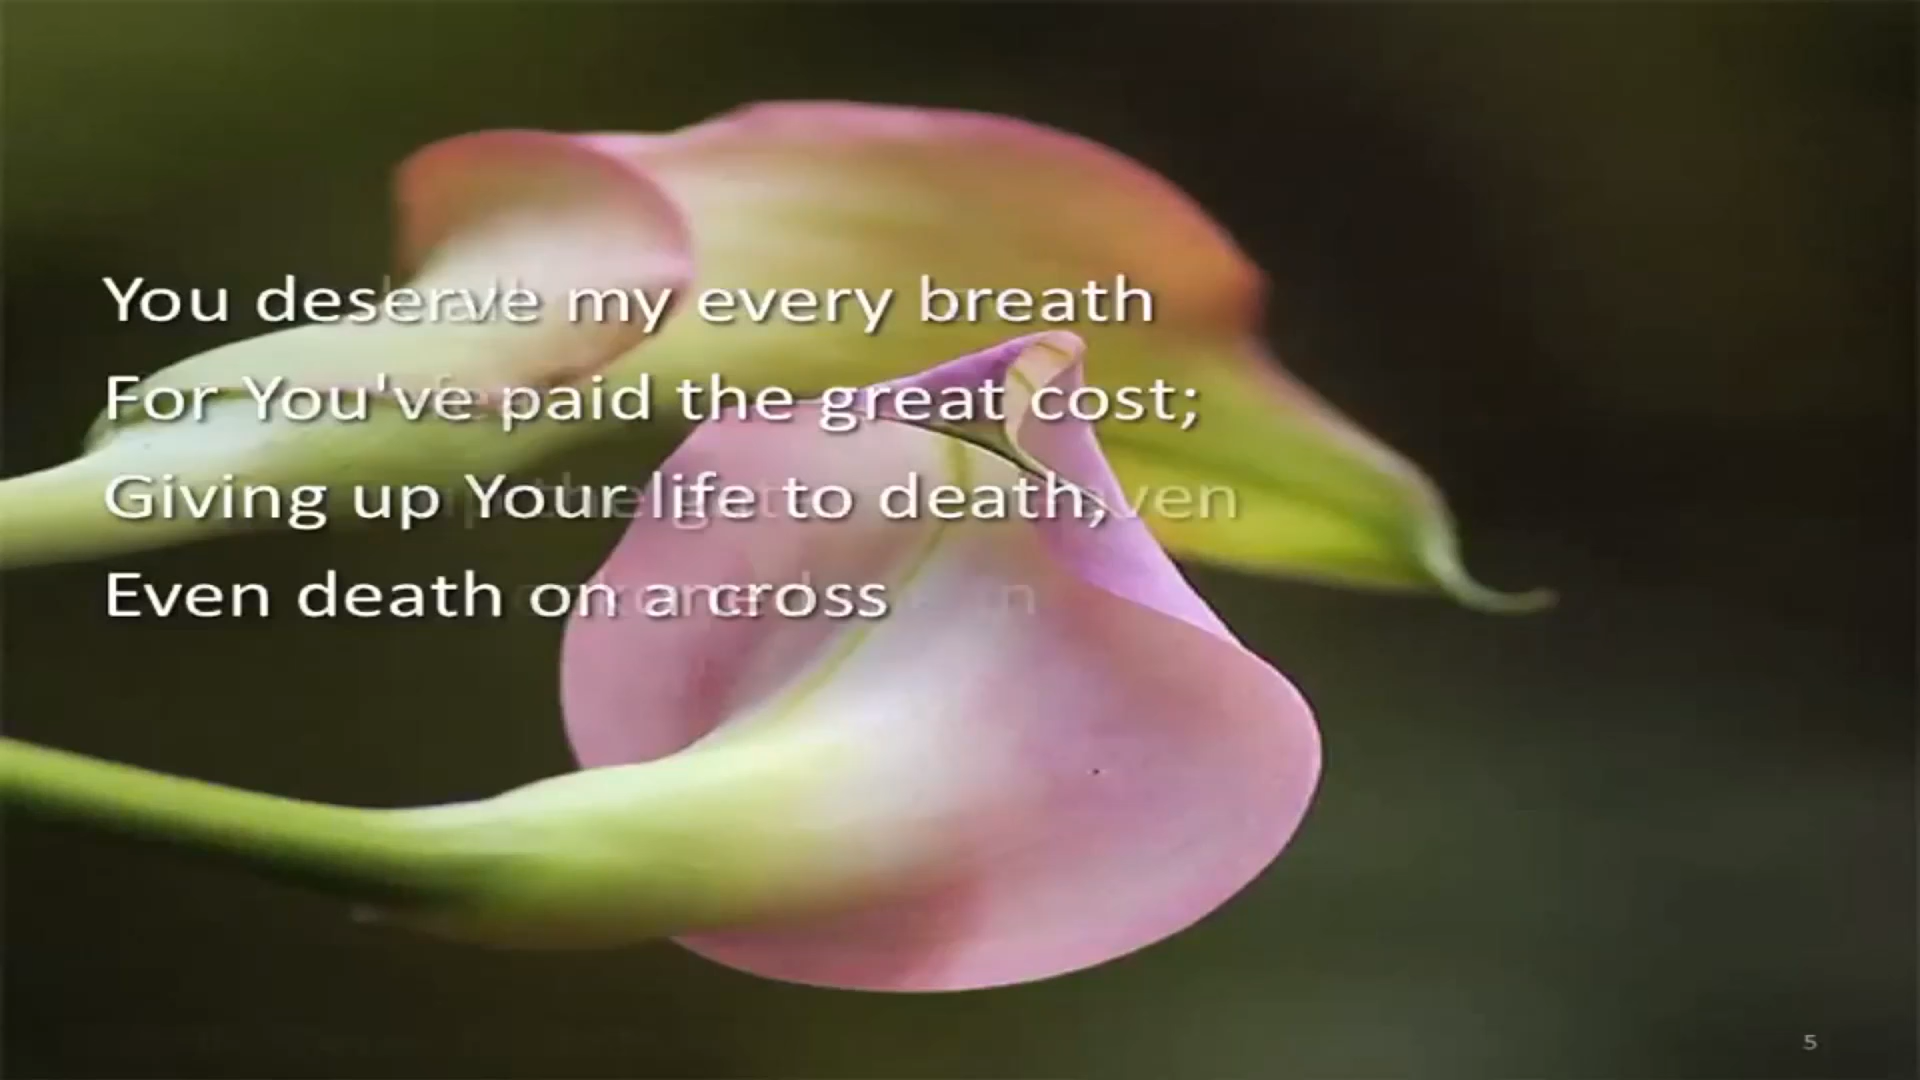 You deserve my every breath
For You've paid the great cost;
Giving up Your life to death,
Even death on a cross
5